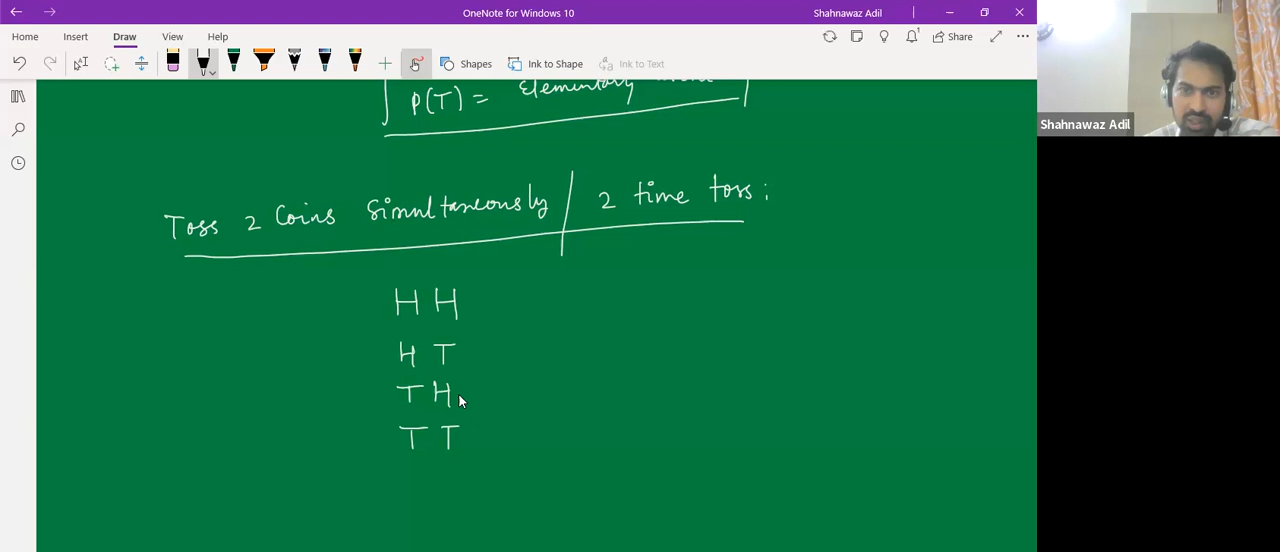 OneNote for Windows 10
Shahnawaz Adil
Home Insert Draw View Help
Share
Shapes Ink to Shape Ink to Text
P(T) = Elementary
Shahnawaz Adil
Toss 2 Coins Simultaneously / 2 time toss :
H H
H T
T H
T T